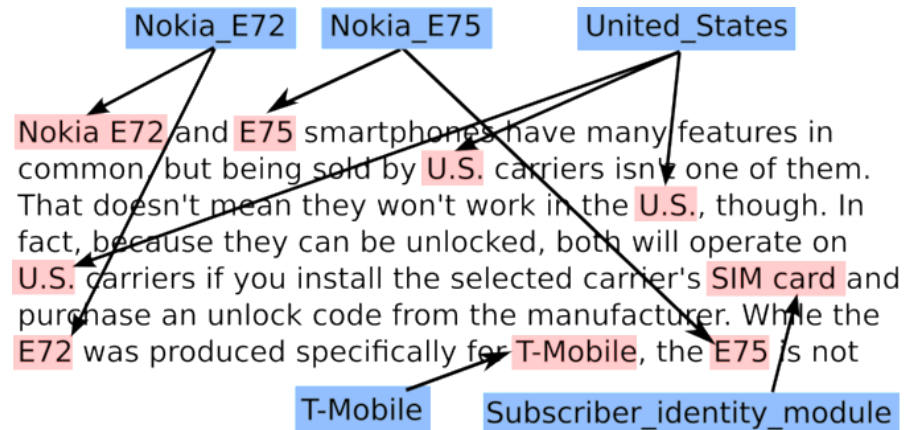 Nokia_E72 Nokia_E75 United_States
Nokia E72 and E75 smartphones have many features in
common, but being sold by U.S. carriers isn't one of them.
That doesn't mean they won't work in the U.S., though. In
fact, because they can be unlocked, both will operate on
U.S. carriers if you install the selected carrier's SIM card and
purchase an unlock code from the manufacturer. While the
E72 was produced specifically for T-Mobile, the E75 is not
T-Mobile Subscriber_identity_module